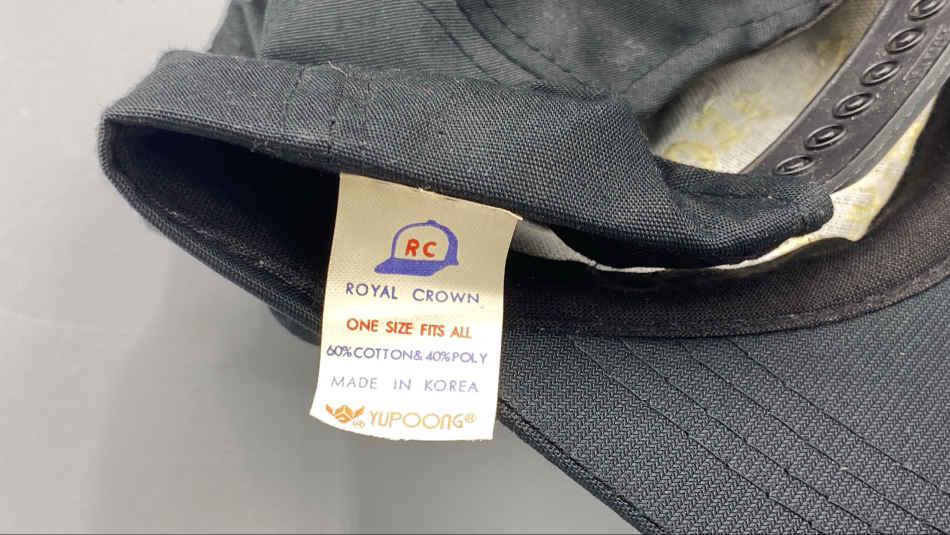 RC
ROYAL CROWN
ONE SIZE FITS ALL
60% COTTON & 40% POLY
MADE IN KOREA
YUPOONG®